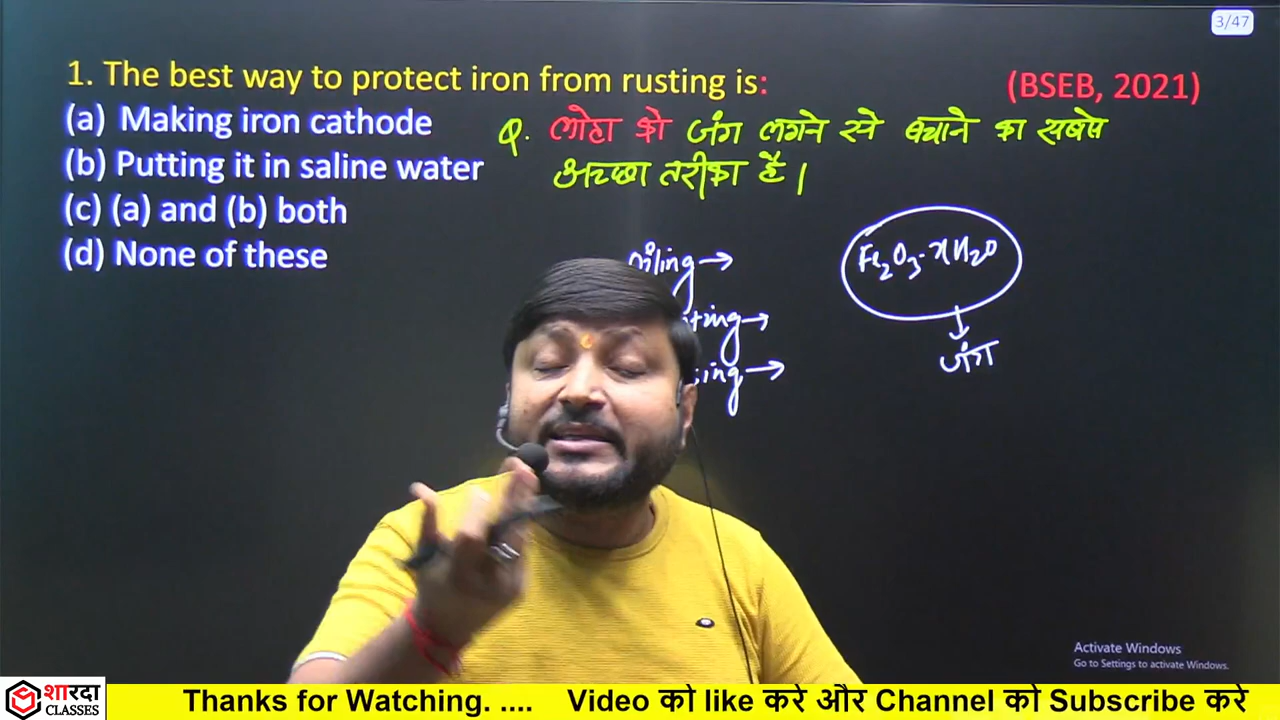 3/47
1. The best way to protect iron from rusting is: (BSEB, 2021)
(a) Making iron cathode
(b) Putting it in saline water
(c) (a) and (b) both
(d) None of these
Q. लोहा को जंग लगने से बचाने का सबसे
अच्छा तरीका है।
Fe2O3.xH2O
जंग
Activate Windows
Go to Settings to activate Windows.
शारदा
CLASSES
Thanks for Watching. .... Video को like करे और Channel को Subscribe करे